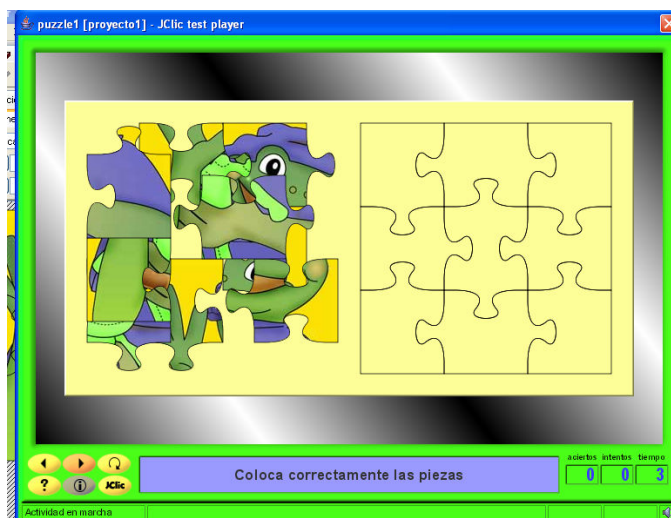 puzzle1 [proyecto1] - JClic test player
Coloca correctamente las piezas
aciertos intentos tiempo
0 0 3
?
JClic
Actividad en marcha